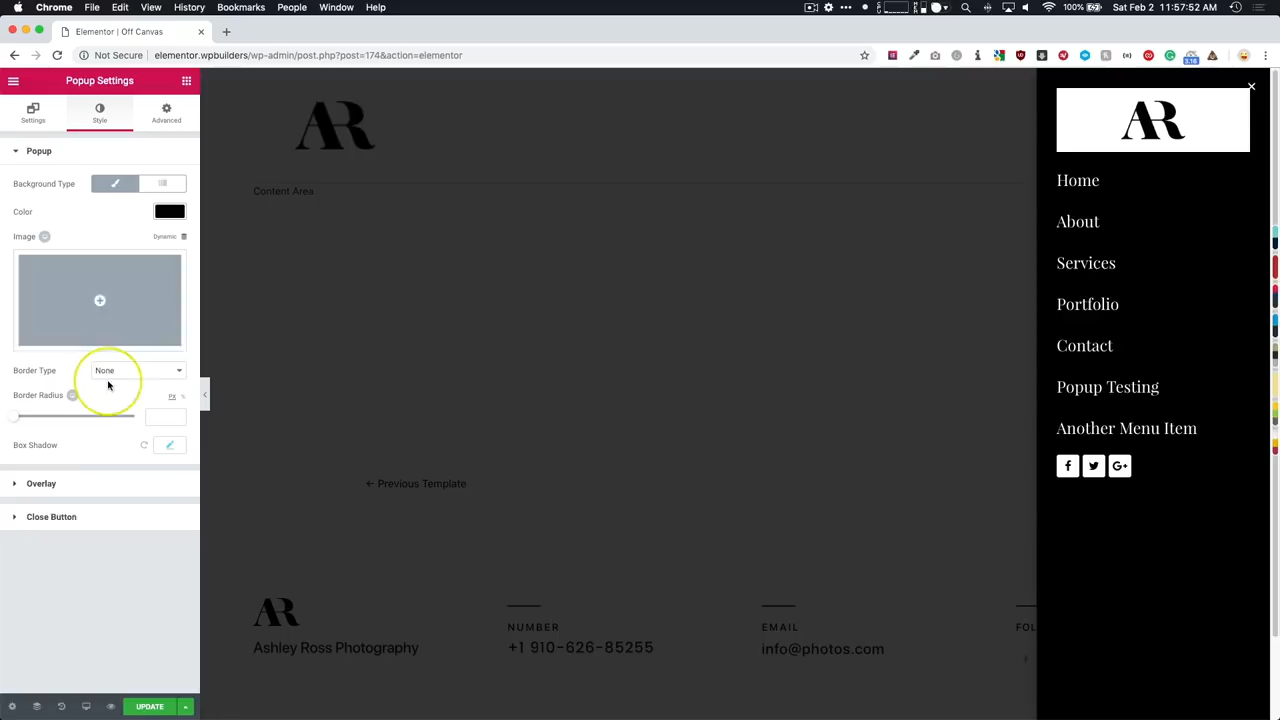 Chrome File Edit View History Bookmarks People Window Help 100% Sat Feb 2 11:57:52 AM
Elementor | Off Canvas
Not Secure elementor.wpbuilders/wp-admin/post.php?post=174&action=elementor
3.18
Popup Settings
Settings Style Advanced
Popup
Background Type
Color
Image Dynamic
Border Type None
Border Radius PX %
Box Shadow
Overlay
Close Button
UPDATE
AR
Content Area
← Previous Template
AR
Ashley Ross Photography
NUMBER
+1 910-626-85255
EMAIL
info@photos.com
FOL
AR
Home
About
Services
Portfolio
Contact
Popup Testing
Another Menu Item
G+